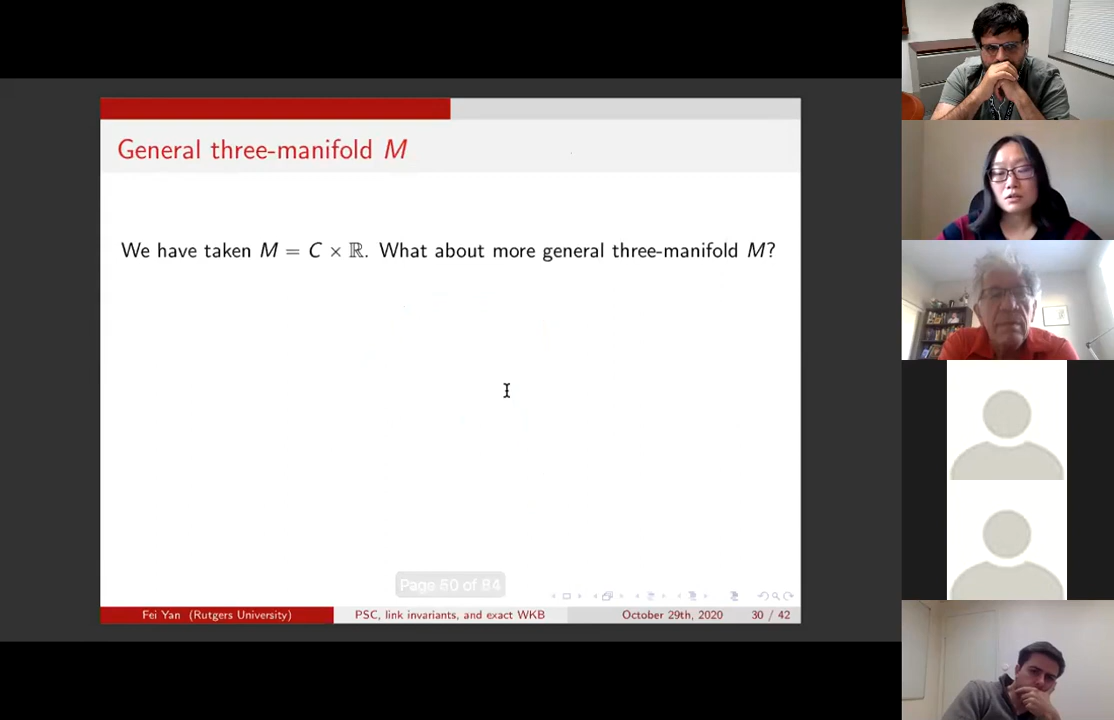 General three-manifold M
We have taken M = C × ℝ. What about more general three-manifold M?
Page 50 of 84
Fei Yan (Rutgers University) PSC, link invariants, and exact WKB October 29th, 2020 30 / 42